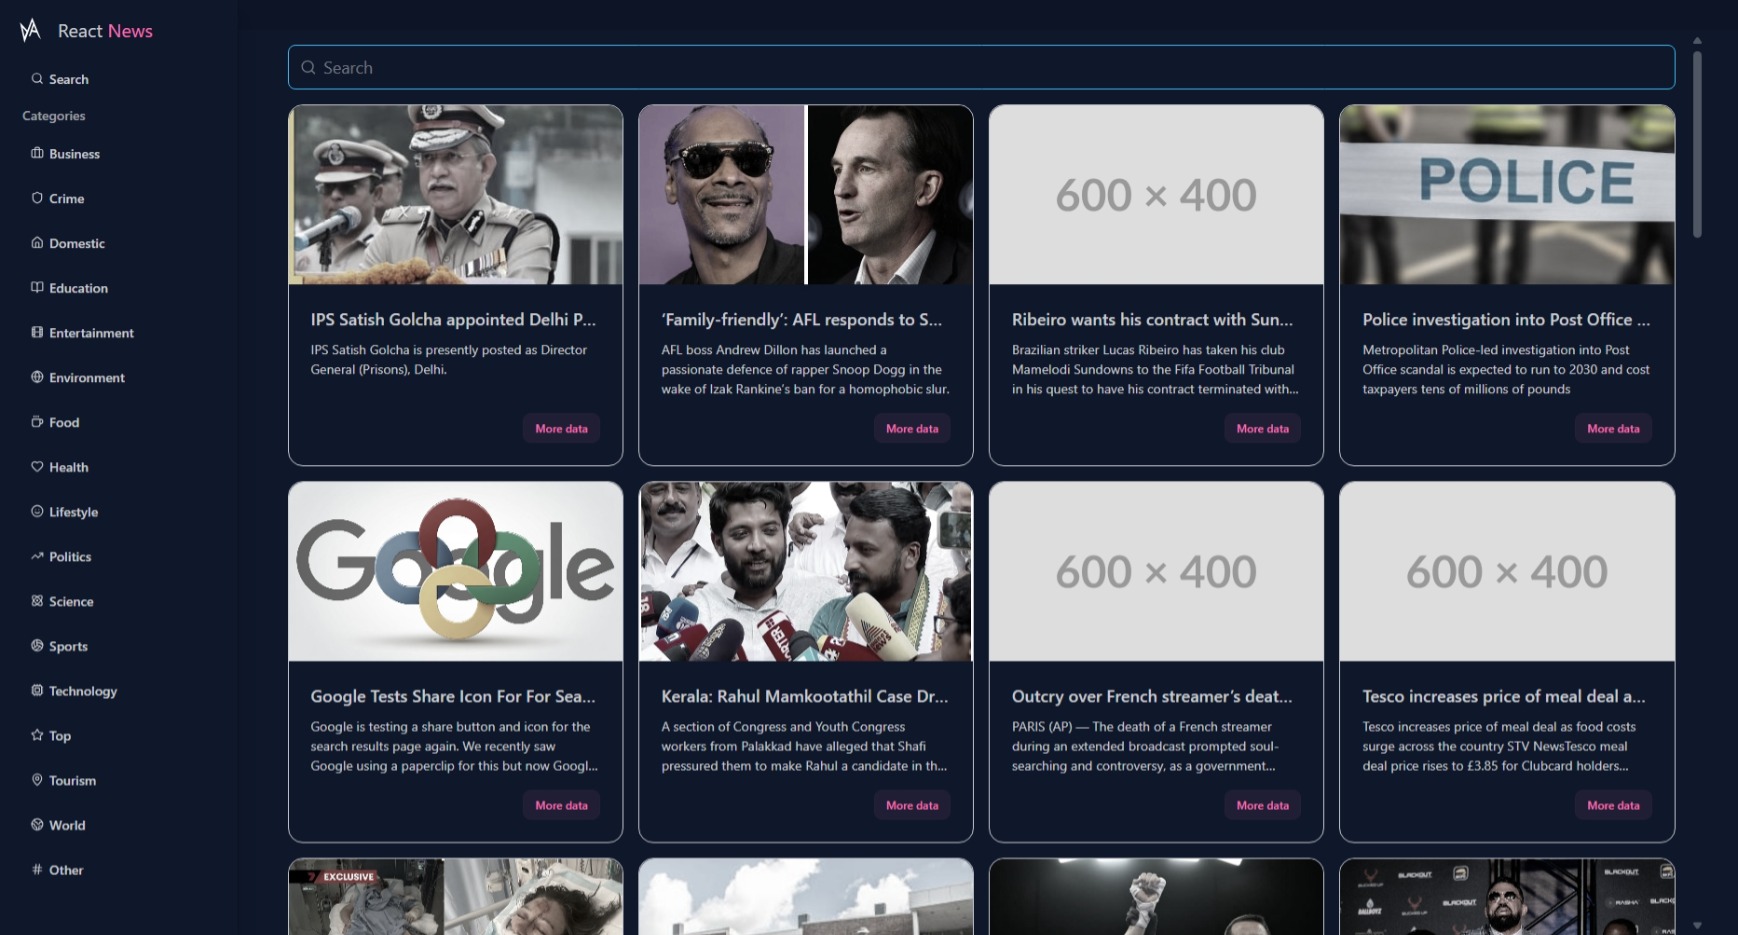 React News
Search
Categories
Business
Crime
Domestic
Education
Entertainment
Environment
Food
Health
Lifestyle
Politics
Science
Sports
Technology
Top
Tourism
World
Other
Search
IPS Satish Golcha appointed Delhi P...
IPS Satish Golcha is presently posted as Director
General (Prisons), Delhi.
More data
‘Family-friendly’: AFL responds to S...
AFL boss Andrew Dillon has launched a
passionate defence of rapper Snoop Dogg in the
wake of Izak Rankine’s ban for a homophobic slur.
More data
600 × 400
Ribeiro wants his contract with Sun...
Brazilian striker Lucas Ribeiro has taken his club
Mamelodi Sundowns to the Fifa Football Tribunal
in his quest to have his contract terminated with...
More data
POLICE
Police investigation into Post Office ...
Metropolitan Police-led investigation into Post
Office scandal is expected to run to 2030 and cost
taxpayers tens of millions of pounds
More data
Google
Google Tests Share Icon For For Sea...
Google is testing a share button and icon for the
search results page again. We recently saw
Google using a paperclip for this but now Googl...
More data
Kerala: Rahul Mamkootathil Case Dr...
A section of Congress and Youth Congress
workers from Palakkad have alleged that Shafi
pressured them to make Rahul a candidate in th...
More data
600 × 400
Outcry over French streamer’s deat...
PARIS (AP) — The death of a French streamer
during an extended broadcast prompted soul-
searching and controversy, as a government...
More data
600 × 400
Tesco increases price of meal deal a...
Tesco increases price of meal deal as food costs
surge across the country STV NewsTesco meal
deal price rises to £3.85 for Clubcard holders...
More data
7 EXCLUSIVE
BLACKOUT
BLACKOUT
BLACKOUT